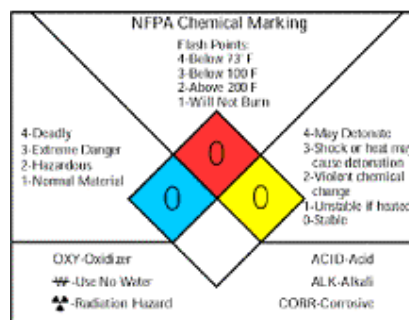 NFPA Chemical Marking
Flash Points:
4-Below 73° F
3-Below 100 F
2-Above 200 F
1-Will Not Burn
4-Deadly
3-Extreme Danger
2-Hazardous
1-Normal Material
4-May Detonate
3-Shock or heat may
cause detonation
2-Violent chemical
change
1-Unstable if heated
0-Stable
0
0
0
OXY-Oxidizer
W-Use No Water
-Radiation Hazard
ACID-Acid
ALK-Alkali
CORR-Corrosive